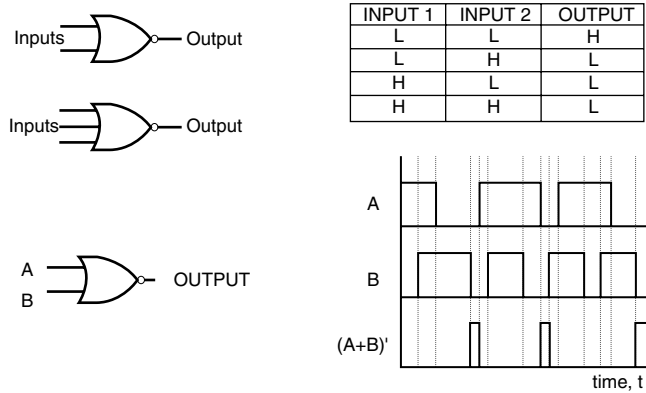 Inputs Output
Inputs Output
A
B
OUTPUT
INPUT 1 INPUT 2 OUTPUT
L L H
L H L
H L L
H H L
A
B
(A+B)'
time, t